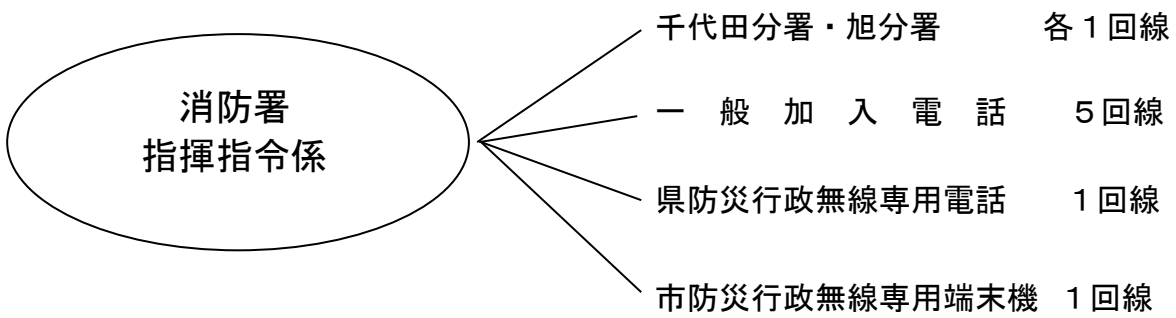 消防署
指揮指令係
千代田分署・旭分署 各１回線
一般加入電話 ５回線
県防災行政無線専用電話 １回線
市防災行政無線専用端末機 １回線